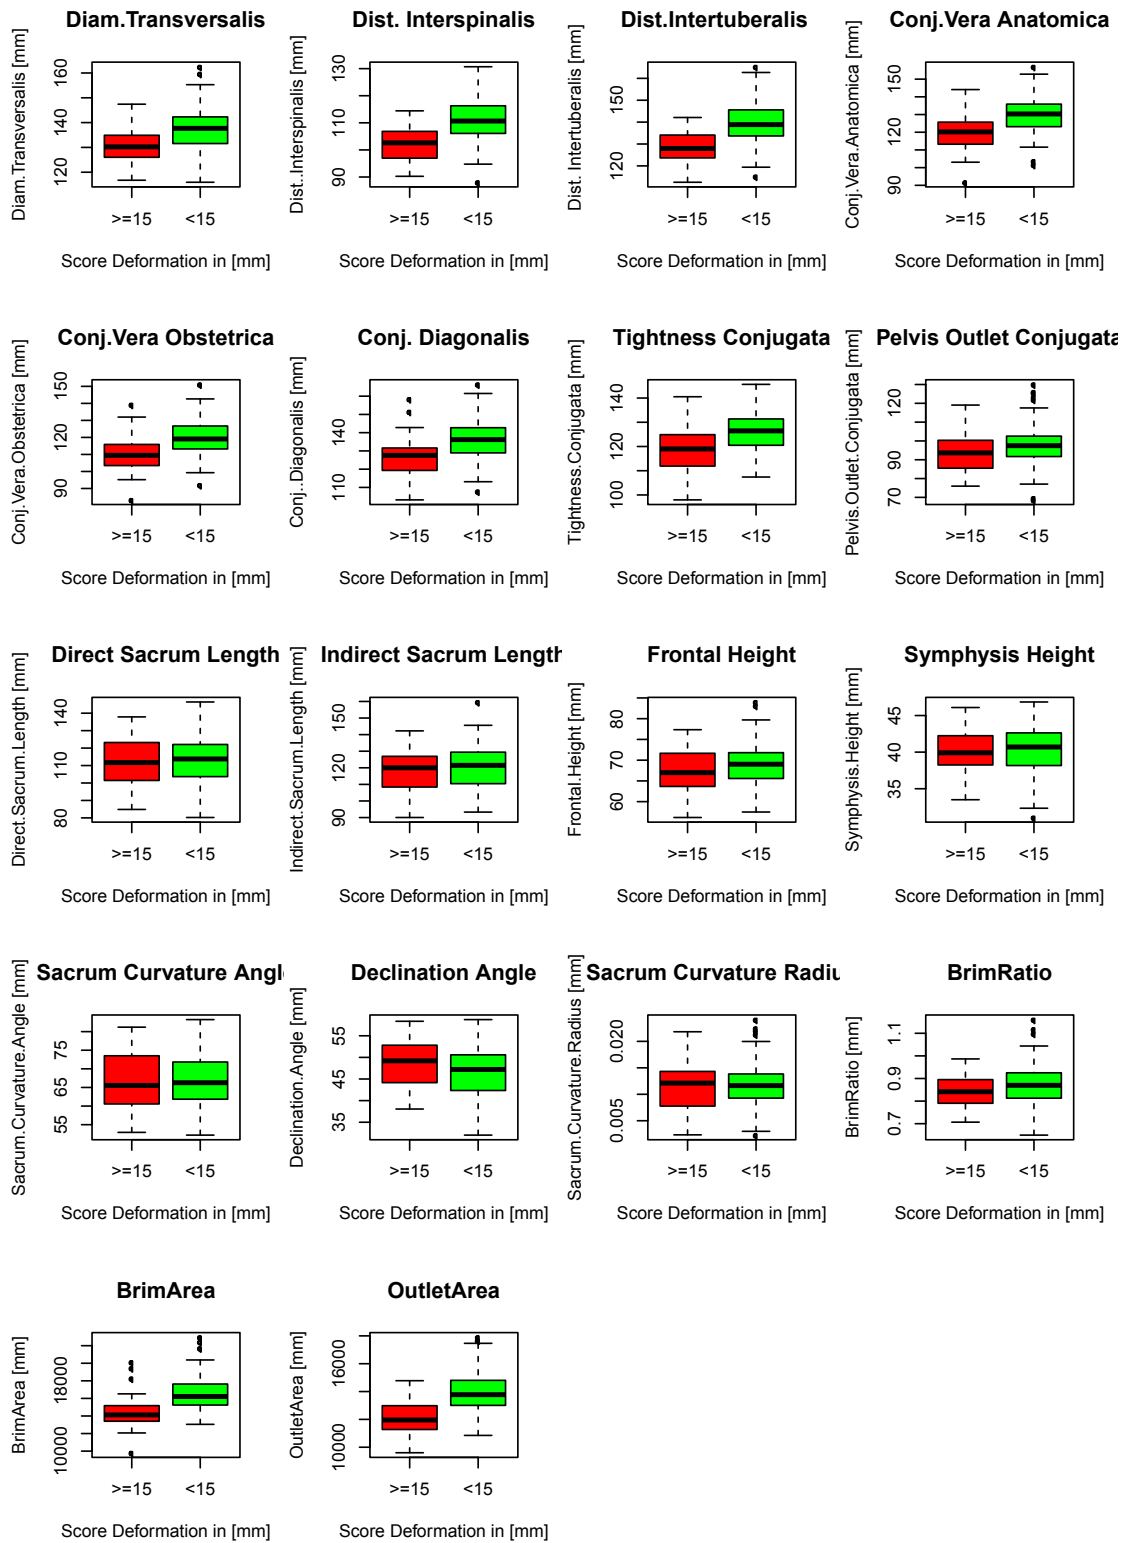 Diam.Transversalis
Diam.Transversalis [mm]
120 140 160
>=15 <15
Score Deformation in [mm]
Dist. Interspinalis
Dist.Interspinalis [mm]
90 110 130
>=15 <15
Score Deformation in [mm]
Dist.Intertuberalis
Dist. Intertuberalis [mm]
120 150
>=15 <15
Score Deformation in [mm]
Conj.Vera Anatomica
Conj.Vera.Anatomica [mm]
90 120 150
>=15 <15
Score Deformation in [mm]
Conj.Vera Obstetrica
Conj.Vera.Obstetrica [mm]
90 120 150
>=15 <15
Score Deformation in [mm]
Conj. Diagonalis
Conj..Diagonalis [mm]
110 140
>=15 <15
Score Deformation in [mm]
Tightness Conjugata
Tightness.Conjugata [mm]
100 120 140
>=15 <15
Score Deformation in [mm]
Pelvis Outlet Conjugata
Pelvis.Outlet.Conjugata [mm]
70 90 120
>=15 <15
Score Deformation in [mm]
Direct Sacrum Length
Direct.Sacrum.Length [mm]
80 110 140
>=15 <15
Score Deformation in [mm]
Indirect Sacrum Length
Indirect.Sacrum.Length [mm]
90 120 150
>=15 <15
Score Deformation in [mm]
Frontal Height
Frontal.Height [mm]
60 70 80
>=15 <15
Score Deformation in [mm]
Symphysis Height
Symphysis.Height [mm]
35 40 45
>=15 <15
Score Deformation in [mm]
Sacrum Curvature Angl
Sacrum.Curvature.Angle [mm]
55 65 75
>=15 <15
Score Deformation in [mm]
Declination Angle
Declination.Angle [mm]
35 45 55
>=15 <15
Score Deformation in [mm]
Sacrum Curvature Radiu
Sacrum.Curvature.Radius [mm]
0.005 0.020
>=15 <15
Score Deformation in [mm]
BrimRatio
BrimRatio [mm]
0.7 0.9 1.1
>=15 <15
Score Deformation in [mm]
BrimArea
BrimArea [mm]
10000 18000
>=15 <15
Score Deformation in [mm]
OutletArea
OutletArea [mm]
10000 16000
>=15 <15
Score Deformation in [mm]